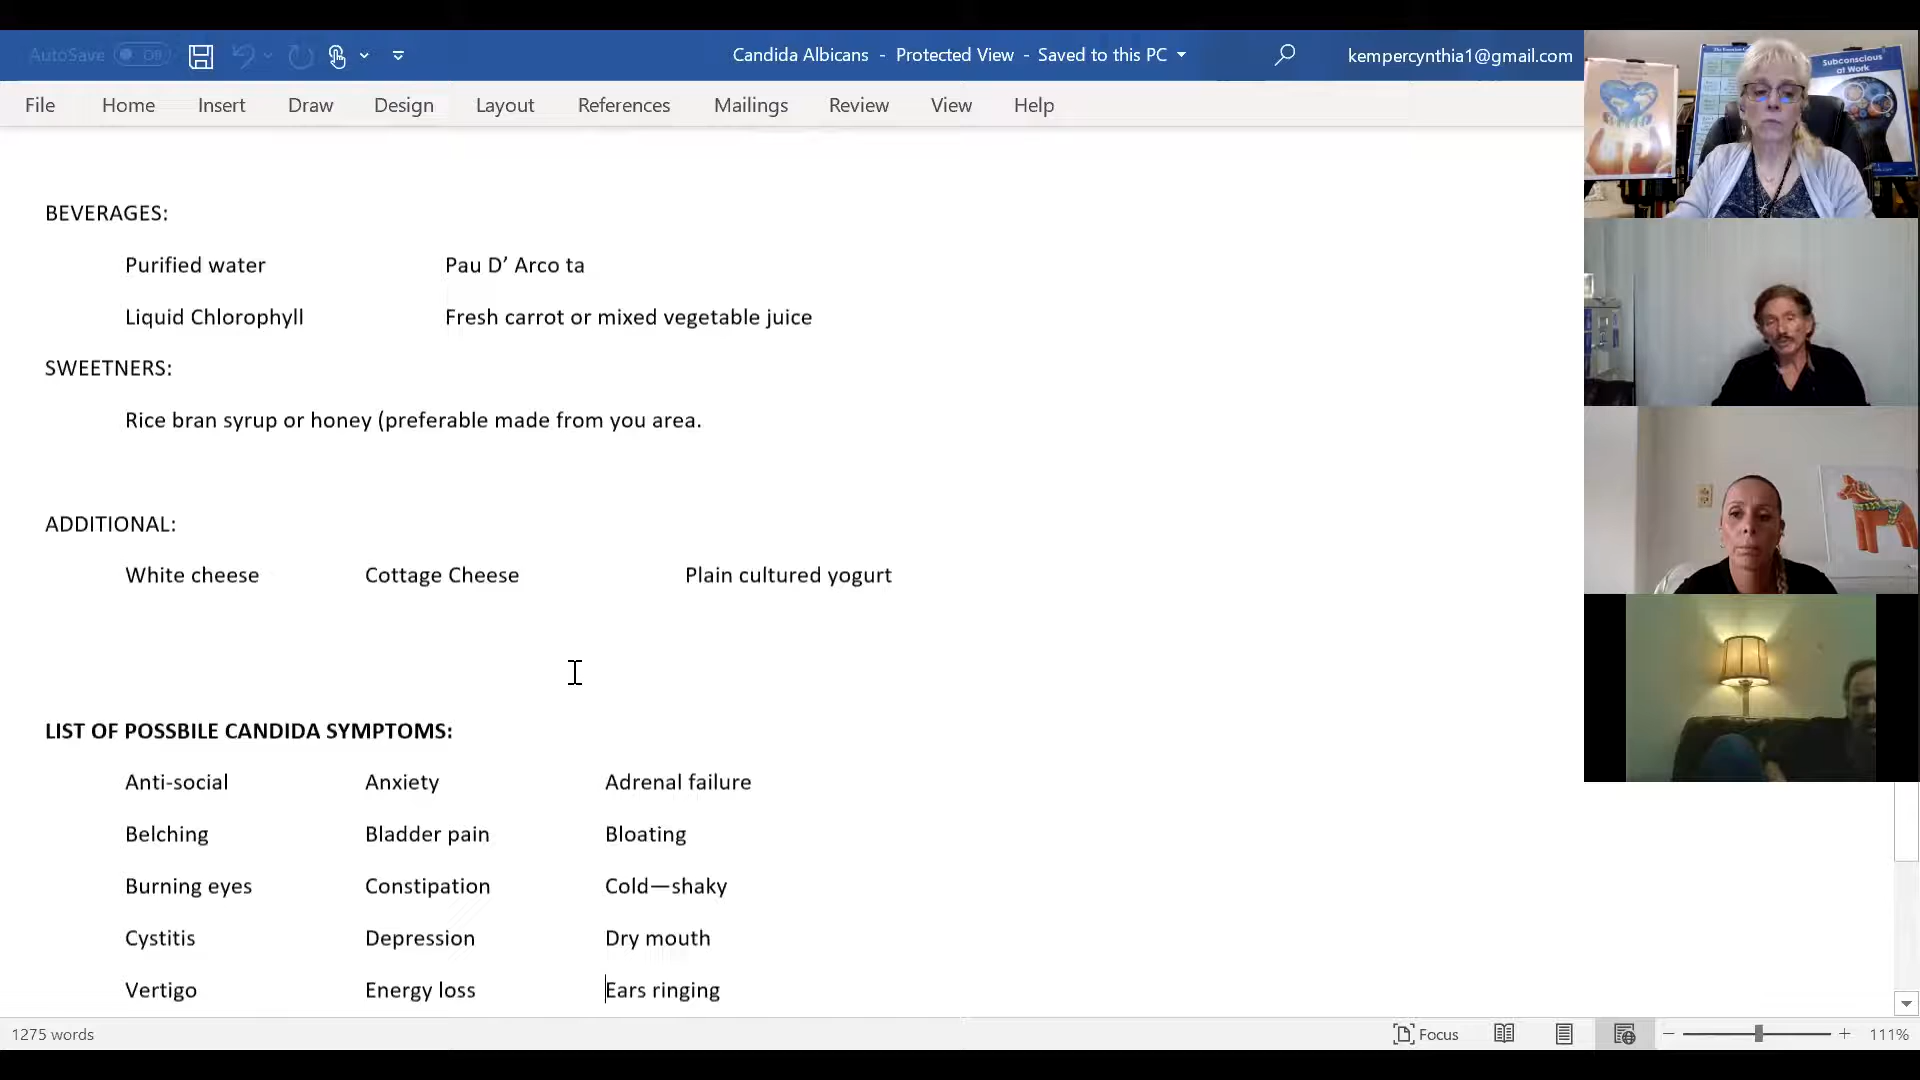 AutoSave Off Candida Albicans - Protected View - Saved to this PC kempercynthia1@gmail.com
File Home Insert Draw Design Layout References Mailings Review View Help
BEVERAGES:
Purified water Pau D’ Arco ta
Liquid Chlorophyll Fresh carrot or mixed vegetable juice
SWEETNERS:
Rice bran syrup or honey (preferable made from you area.
ADDITIONAL:
White cheese Cottage Cheese Plain cultured yogurt
LIST OF POSSBILE CANDIDA SYMPTOMS:
Anti-social Anxiety Adrenal failure
Belching Bladder pain Bloating
Burning eyes Constipation Cold—shaky
Cystitis Depression Dry mouth
Vertigo Energy loss Ears ringing
1275 words Focus 111%
Subconscious
at Work